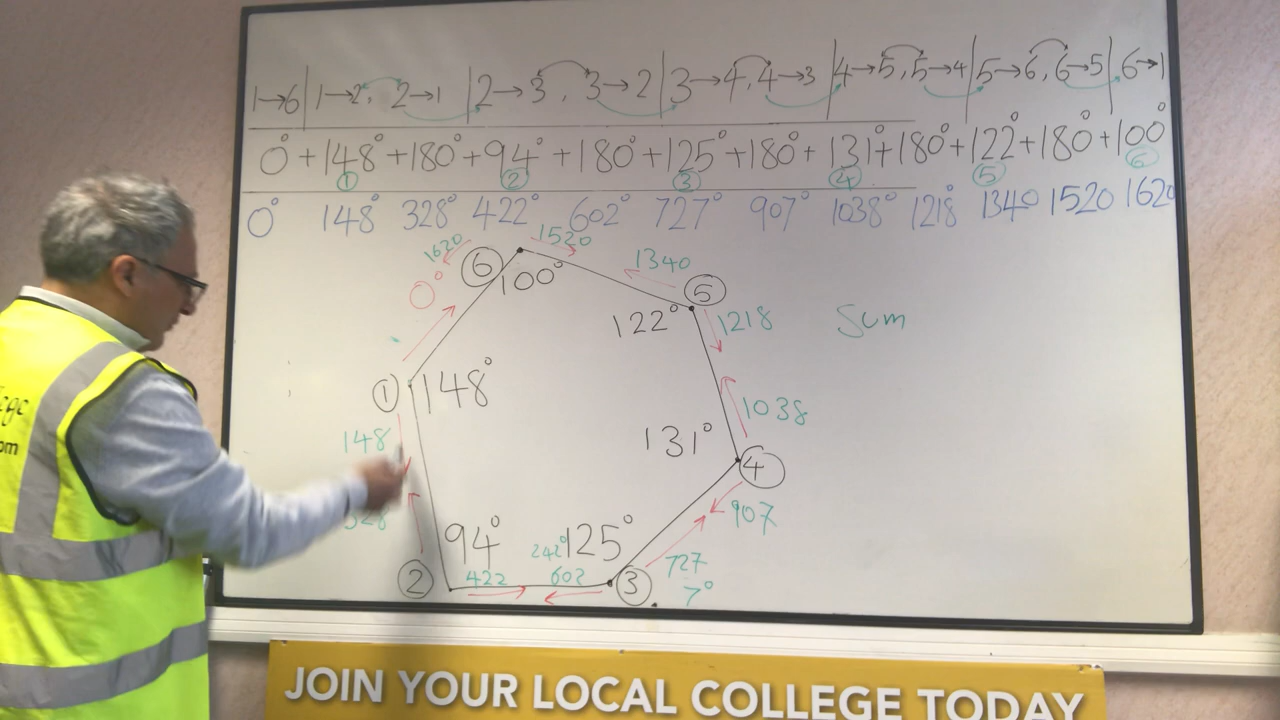 1→6 | 1→2, 2→1 | 2→3, 3→2 | 3→4, 4→3 | 4→5, 5→4 | 5→6, 6→5 | 6→1
0° + 148° + 180° + 94° + 180° + 125° + 180° + 131° + 180° + 122° + 180° + 100°
① ② ③ ④ ⑤ ⑥
0° 148° 328° 422° 602° 727° 907° 1038° 1218° 1340 1520 1620
1620 1520
⑥ 100° 1340
0° ⑤
122° 1218 Sum
① 148°
1038
148 131°
④
907
94° 242° 125°
727
② 422 602 ③
7°
JOIN YOUR LOCAL COLLEGE TODAY